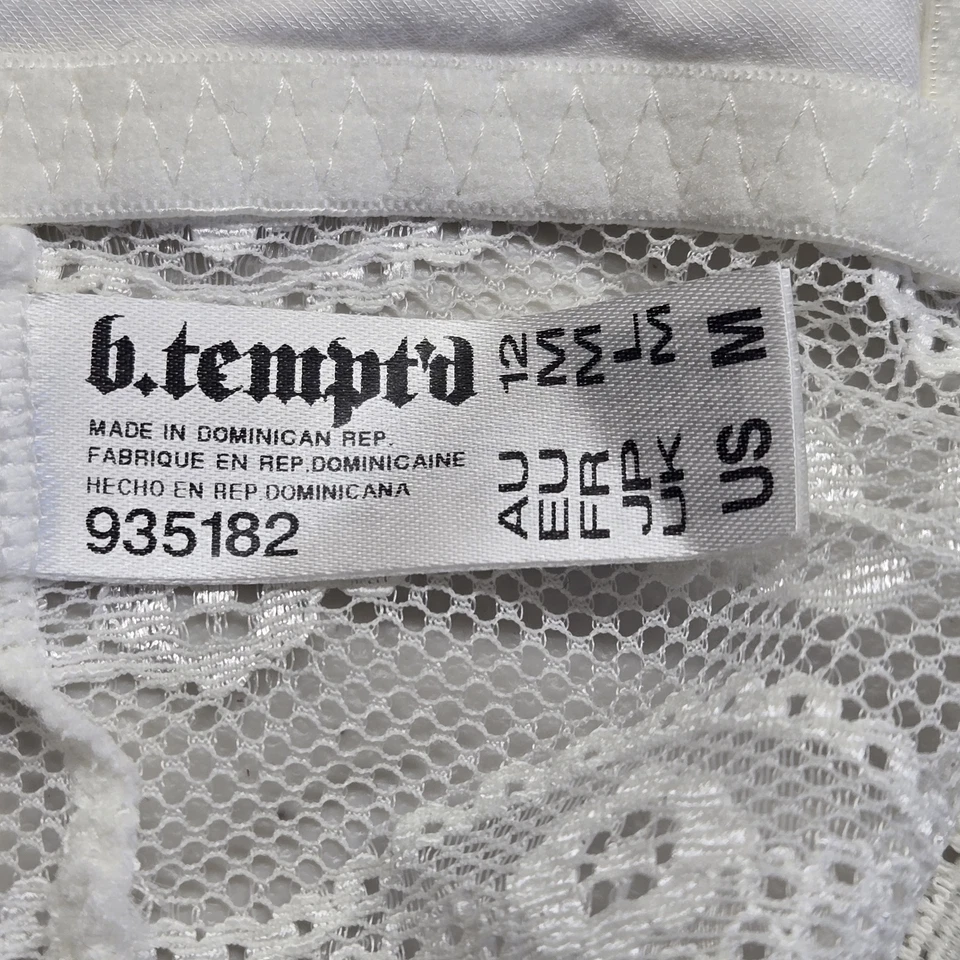 b.tempt'd
MADE IN DOMINICAN REP.
FABRIQUE EN REP.DOMINICAINE
HECHO EN REP.DOMINICANA
935182
AU 12
EU M
FR M
JP L
UK M
US M